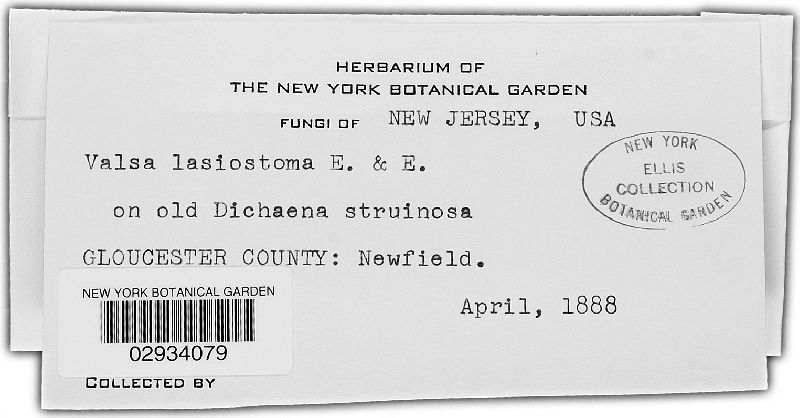 HERBARIUM OF
THE NEW YORK BOTANICAL GARDEN
FUNGI OF NEW JERSEY, USA
Valsa lasiostoma E. & E.
on old Dichaena struinosa
GLOUCESTER COUNTY: Newfield.
April, 1888
NEW YORK
ELLIS
COLLECTION
BOTANICAL GARDEN
NEW YORK BOTANICAL GARDEN
02934079
COLLECTED BY